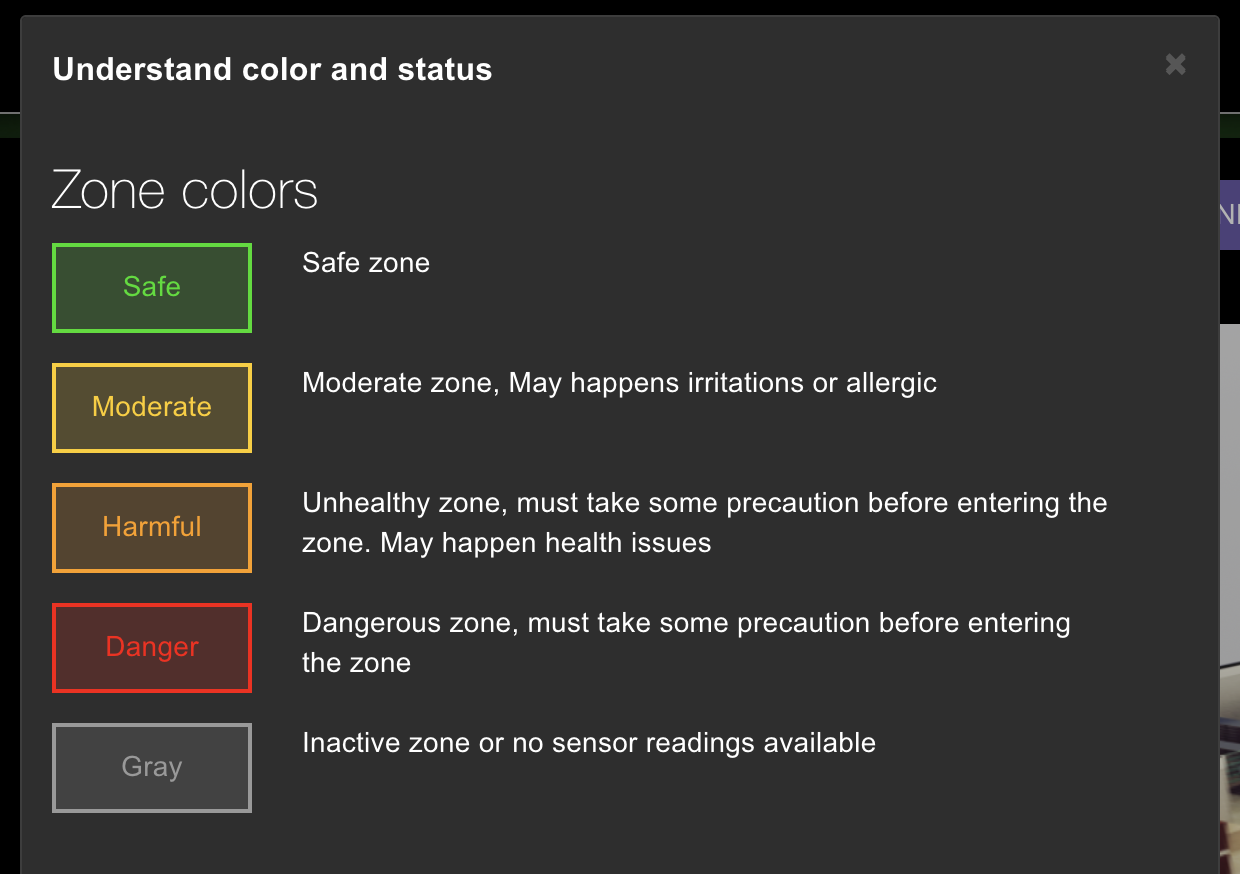 Understand color and status
Zone colors
Safe
Safe zone
Moderate
Moderate zone, May happens irritations or allergic
Harmful
Unhealthy zone, must take some precaution before entering the
zone. May happen health issues
Danger
Dangerous zone, must take some precaution before entering
the zone
Gray
Inactive zone or no sensor readings available